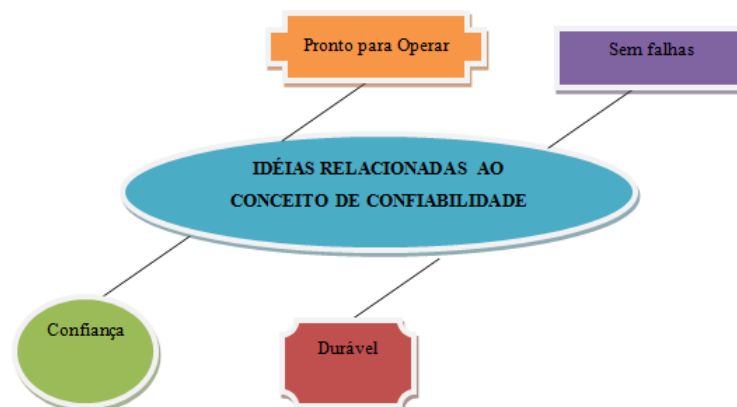 Pronto para Operar
Sem falhas
IDÉIAS RELACIONADAS AO
CONCEITO DE CONFIABILIDADE
Confiança
Durável